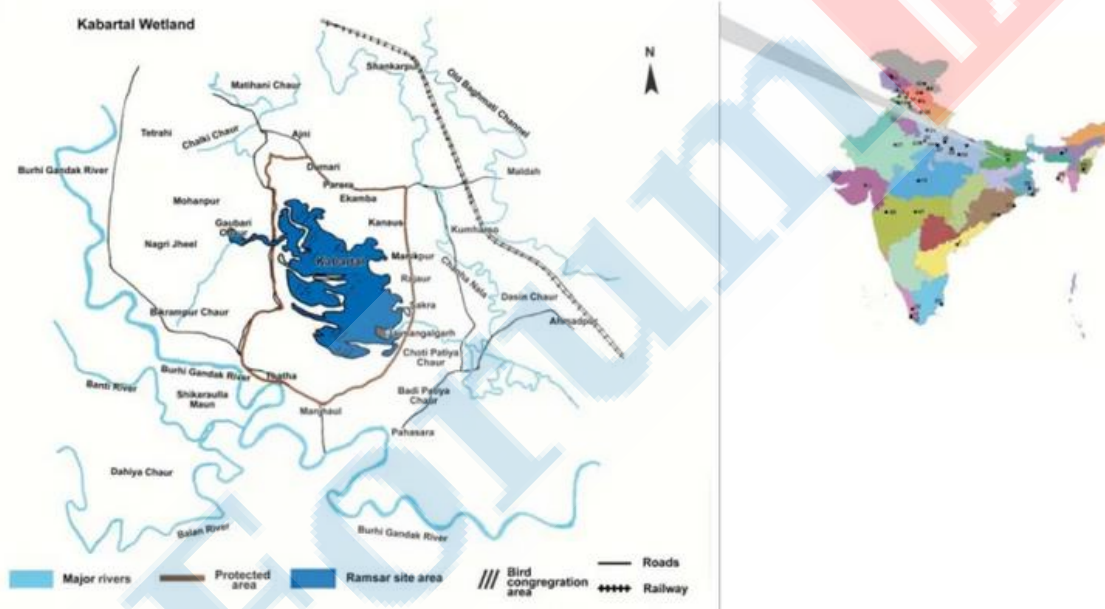 Kabartal Wetland
N
Shankarpur
Old Baghmati Channel
Matihani Chaur
Tetrahi
Chalki Chaur
Ajni
Burhi Gandak River
Dumari
Maldah
Parora
Ekamba
Mohanpur
Gaubari
Kanaus
Nagri Jheel
Kabartal
Manikpur
Rajaur
Sakra
Dasin Chaur
Ahmadpur
Bikrampur Chaur
Choti Patiya
Chaur
Burhi Gandak River
Thatha
Banti River
Shikaraulla
Maun
Badi Patiya
Chaur
Manjhaul
Pahasara
Dahiya Chaur
Balan River
Burhi Gandak River
Major rivers
Protected
area
Ramsar site area
Bird
congregration
area
Roads
Railway
Forum